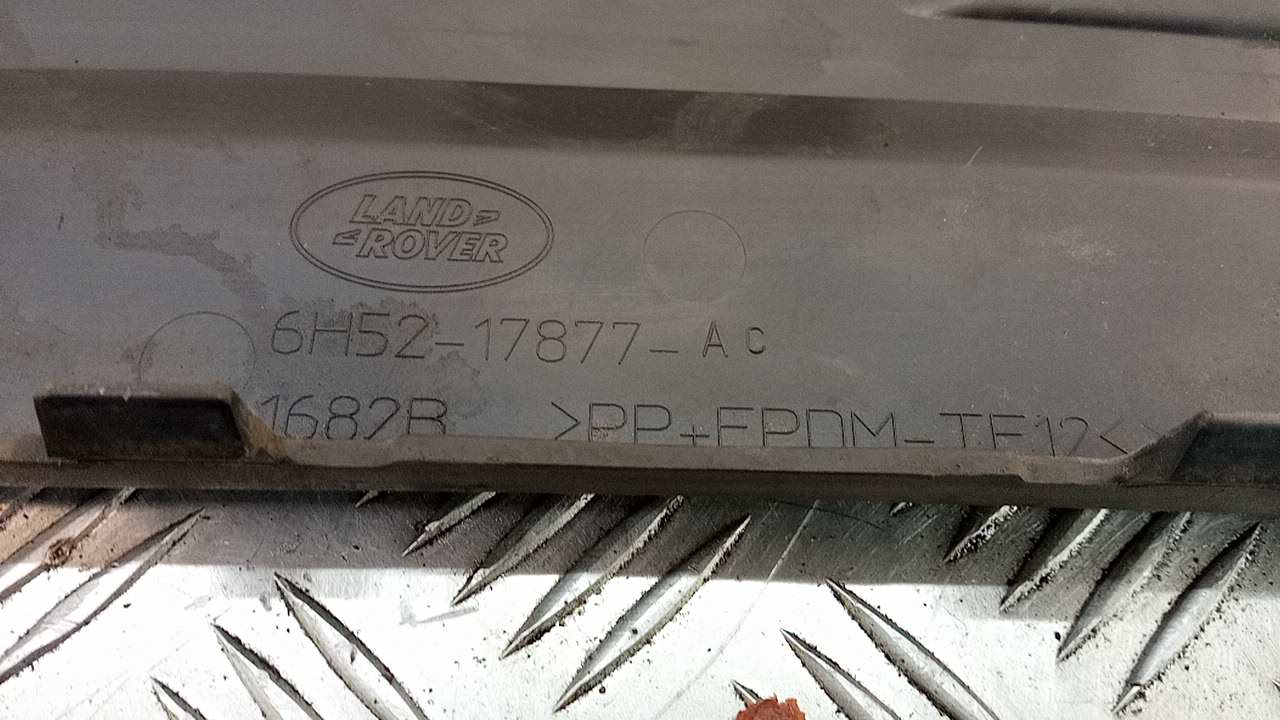 LAND
ROVER
6H52-17877-AC
1682B >PP+EPDM-TF12<